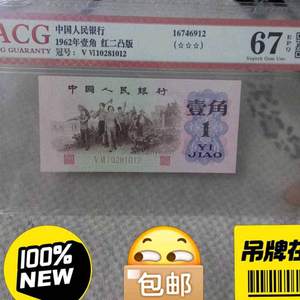 ACG
G GUARANTY
中国人民银行
1962年壹角 红二凸版
冠号：V VI10281012
16746912
(☆☆☆)
67
EPQ
Superb Gem Unc
中国人民银行
壹角
1
YI
JIAO
V VI10281012
100%
NEW
包邮
吊牌在